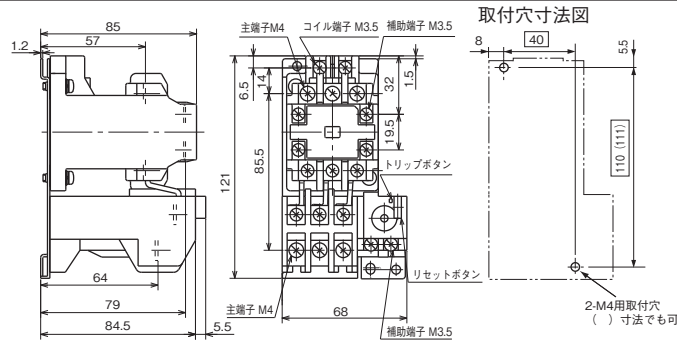 85
57
1.2
64
79
84.5
5.5
主端子M4
コイル端子 M3.5
補助端子 M3.5
6.5
14
121
85.5
32
1.5
19.5
トリップボタン
リセットボタン
主端子 M4
68
補助端子 M3.5
取付穴寸法図
8
40
5.5
110 (111)
2-M4用取付穴
(　) 寸法でも可